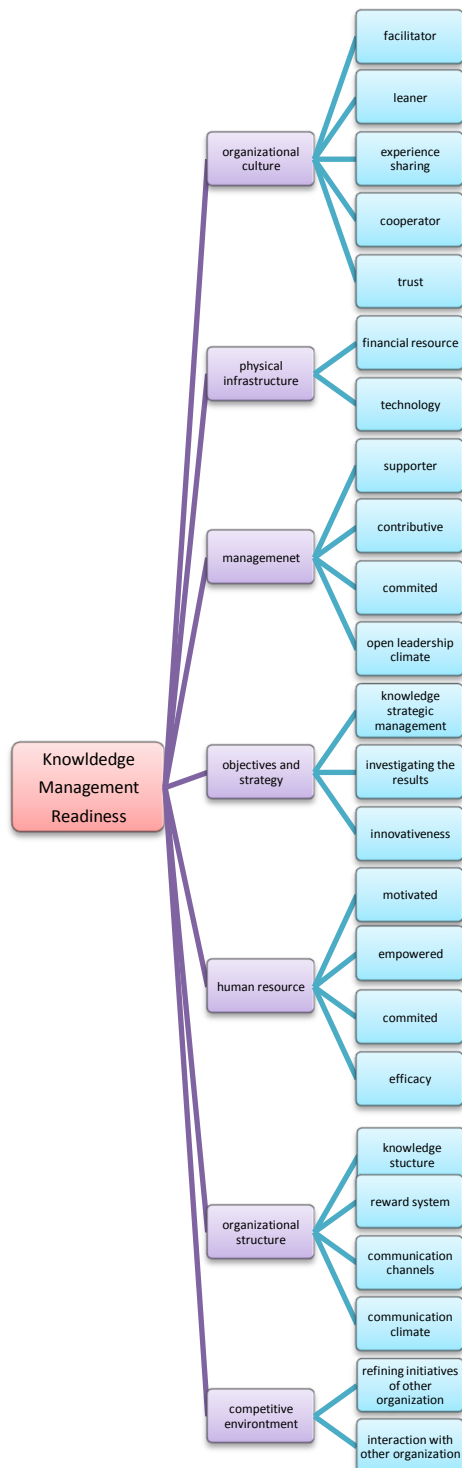 Knowldedge
Management
Readiness
organizational
culture
facilitator
leaner
experience
sharing
cooperator
trust
physical
infrastructure
financial resource
technology
managemenet
supporter
contributive
commited
open leadership
climate
objectives and
strategy
knowledge
strategic
management
investigating the
results
innovativeness
human resource
motivated
empowered
commited
efficacy
organizational
structure
knowledge
stucture
reward system
communication
channels
communication
climate
competitive
environtment
refining initiatives
of other
organization
interaction with
other organization